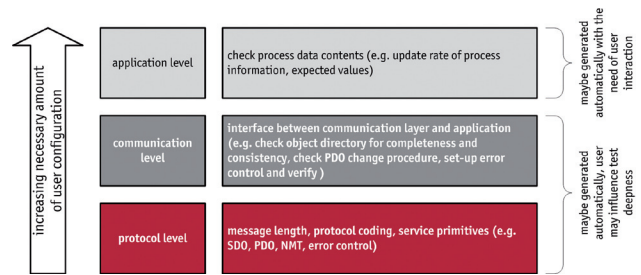 increasing necessary amount
of user configuration
application level
check process data contents (e.g. update rate of process
information, expected values)
maybe generated
automatically with the
need of user
interaction
communication
level
interface between communication layer and application
(e.g. check object directory for completeness and
consistency, check PDO change procedure, set-up error
control and verify )
protocol level
message length, protocol coding, service primitives (e.g.
SDO, PDO, NMT, error control)
maybe generated
automatically, user
may influence test
deepness